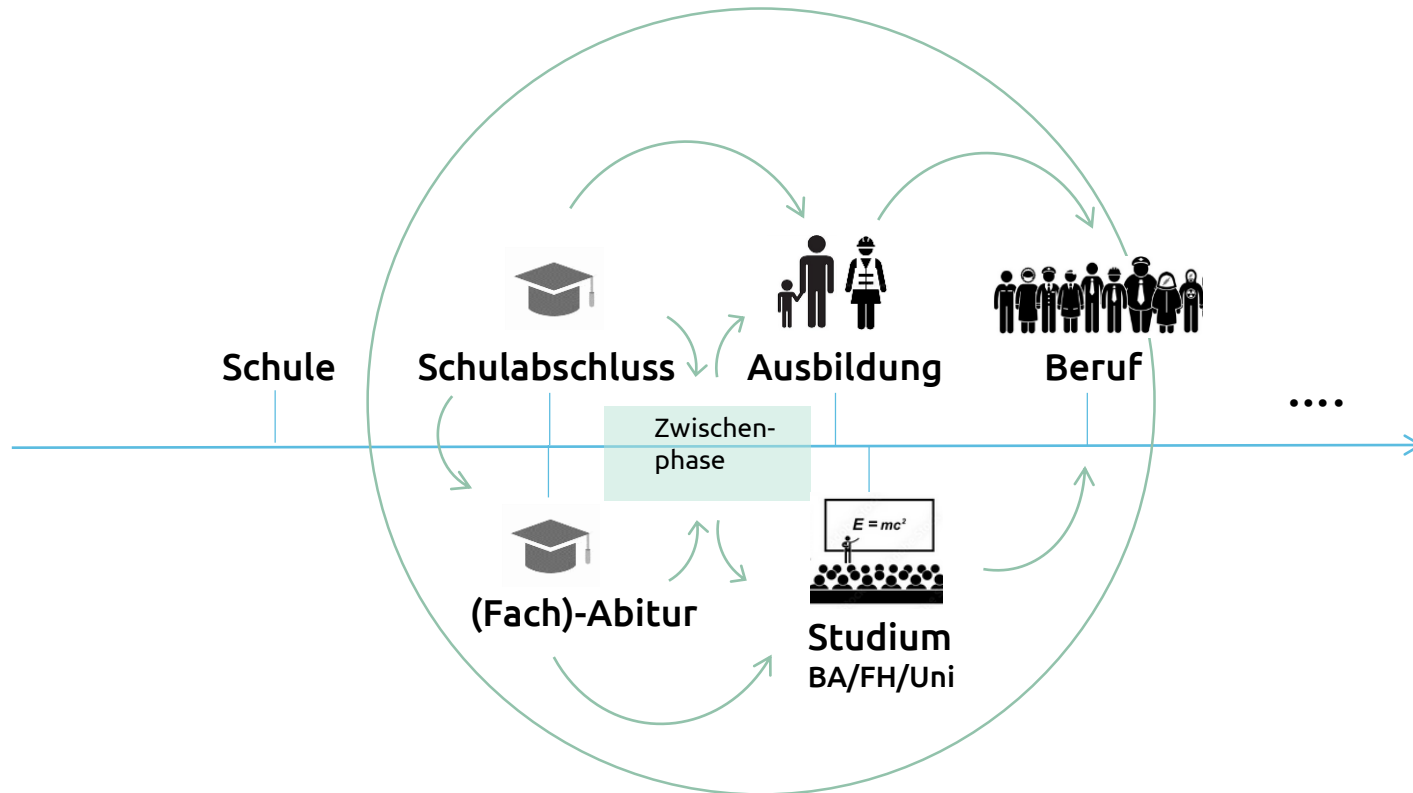 Schule
Schulabschluss
Ausbildung
Beruf
....
Zwischen-
phase
E = mc²
(Fach)-Abitur
Studium
BA/FH/Uni